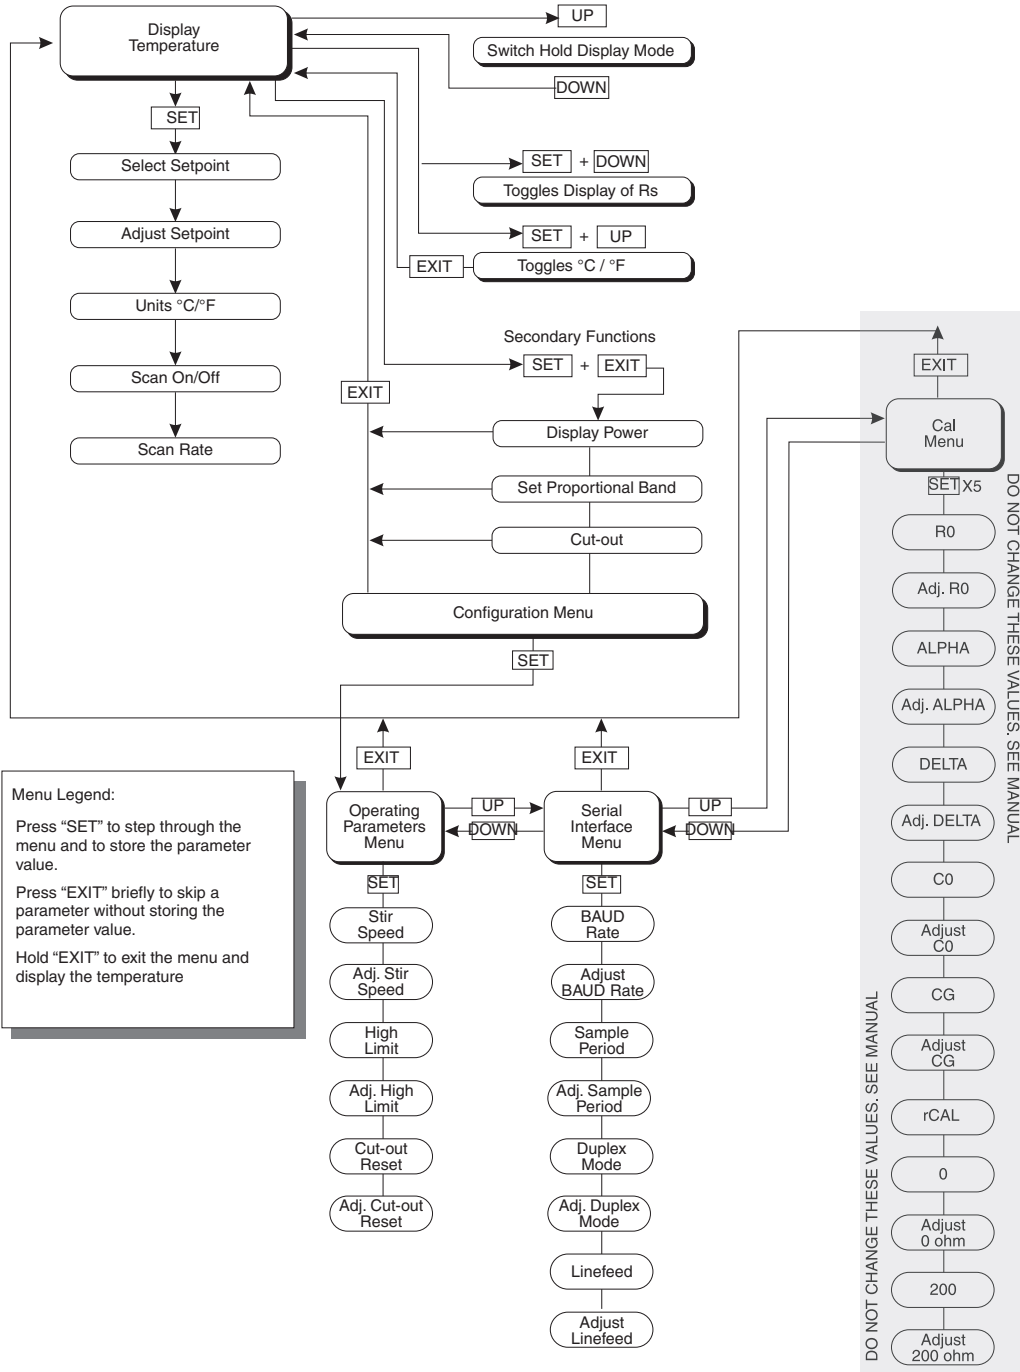 Display
Temperature
UP
Switch Hold Display Mode
DOWN
SET
Select Setpoint
Adjust Setpoint
Units °C/°F
Scan On/Off
Scan Rate
SET + DOWN
Toggles Display of Rs
SET + UP
EXIT
Toggles °C / °F
Secondary Functions
SET + EXIT
EXIT
Display Power
Set Proportional Band
Cut-out
Configuration Menu
SET
EXIT
Cal
Menu
SET X5
R0
Adj. R0
ALPHA
Adj. ALPHA
DELTA
Adj. DELTA
C0
Adjust
C0
CG
Adjust
CG
rCAL
0
Adjust
0 ohm
200
Adjust
200 ohm
DO NOT CHANGE THESE VALUES. SEE MANUAL
DO NOT CHANGE THESE VALUES. SEE MANUAL
EXIT
Operating
Parameters
Menu
UP
DOWN
SET
Stir
Speed
Adj. Stir
Speed
High
Limit
Adj. High
Limit
Cut-out
Reset
Adj. Cut-out
Reset
EXIT
Serial
Interface
Menu
UP
DOWN
SET
BAUD
Rate
Adjust
BAUD Rate
Sample
Period
Adj. Sample
Period
Duplex
Mode
Adj. Duplex
Mode
Linefeed
Adjust
Linefeed
Menu Legend:
Press “SET” to step through the
menu and to store the parameter
value.
Press “EXIT” briefly to skip a
parameter without storing the
parameter value.
Hold “EXIT” to exit the menu and
display the temperature